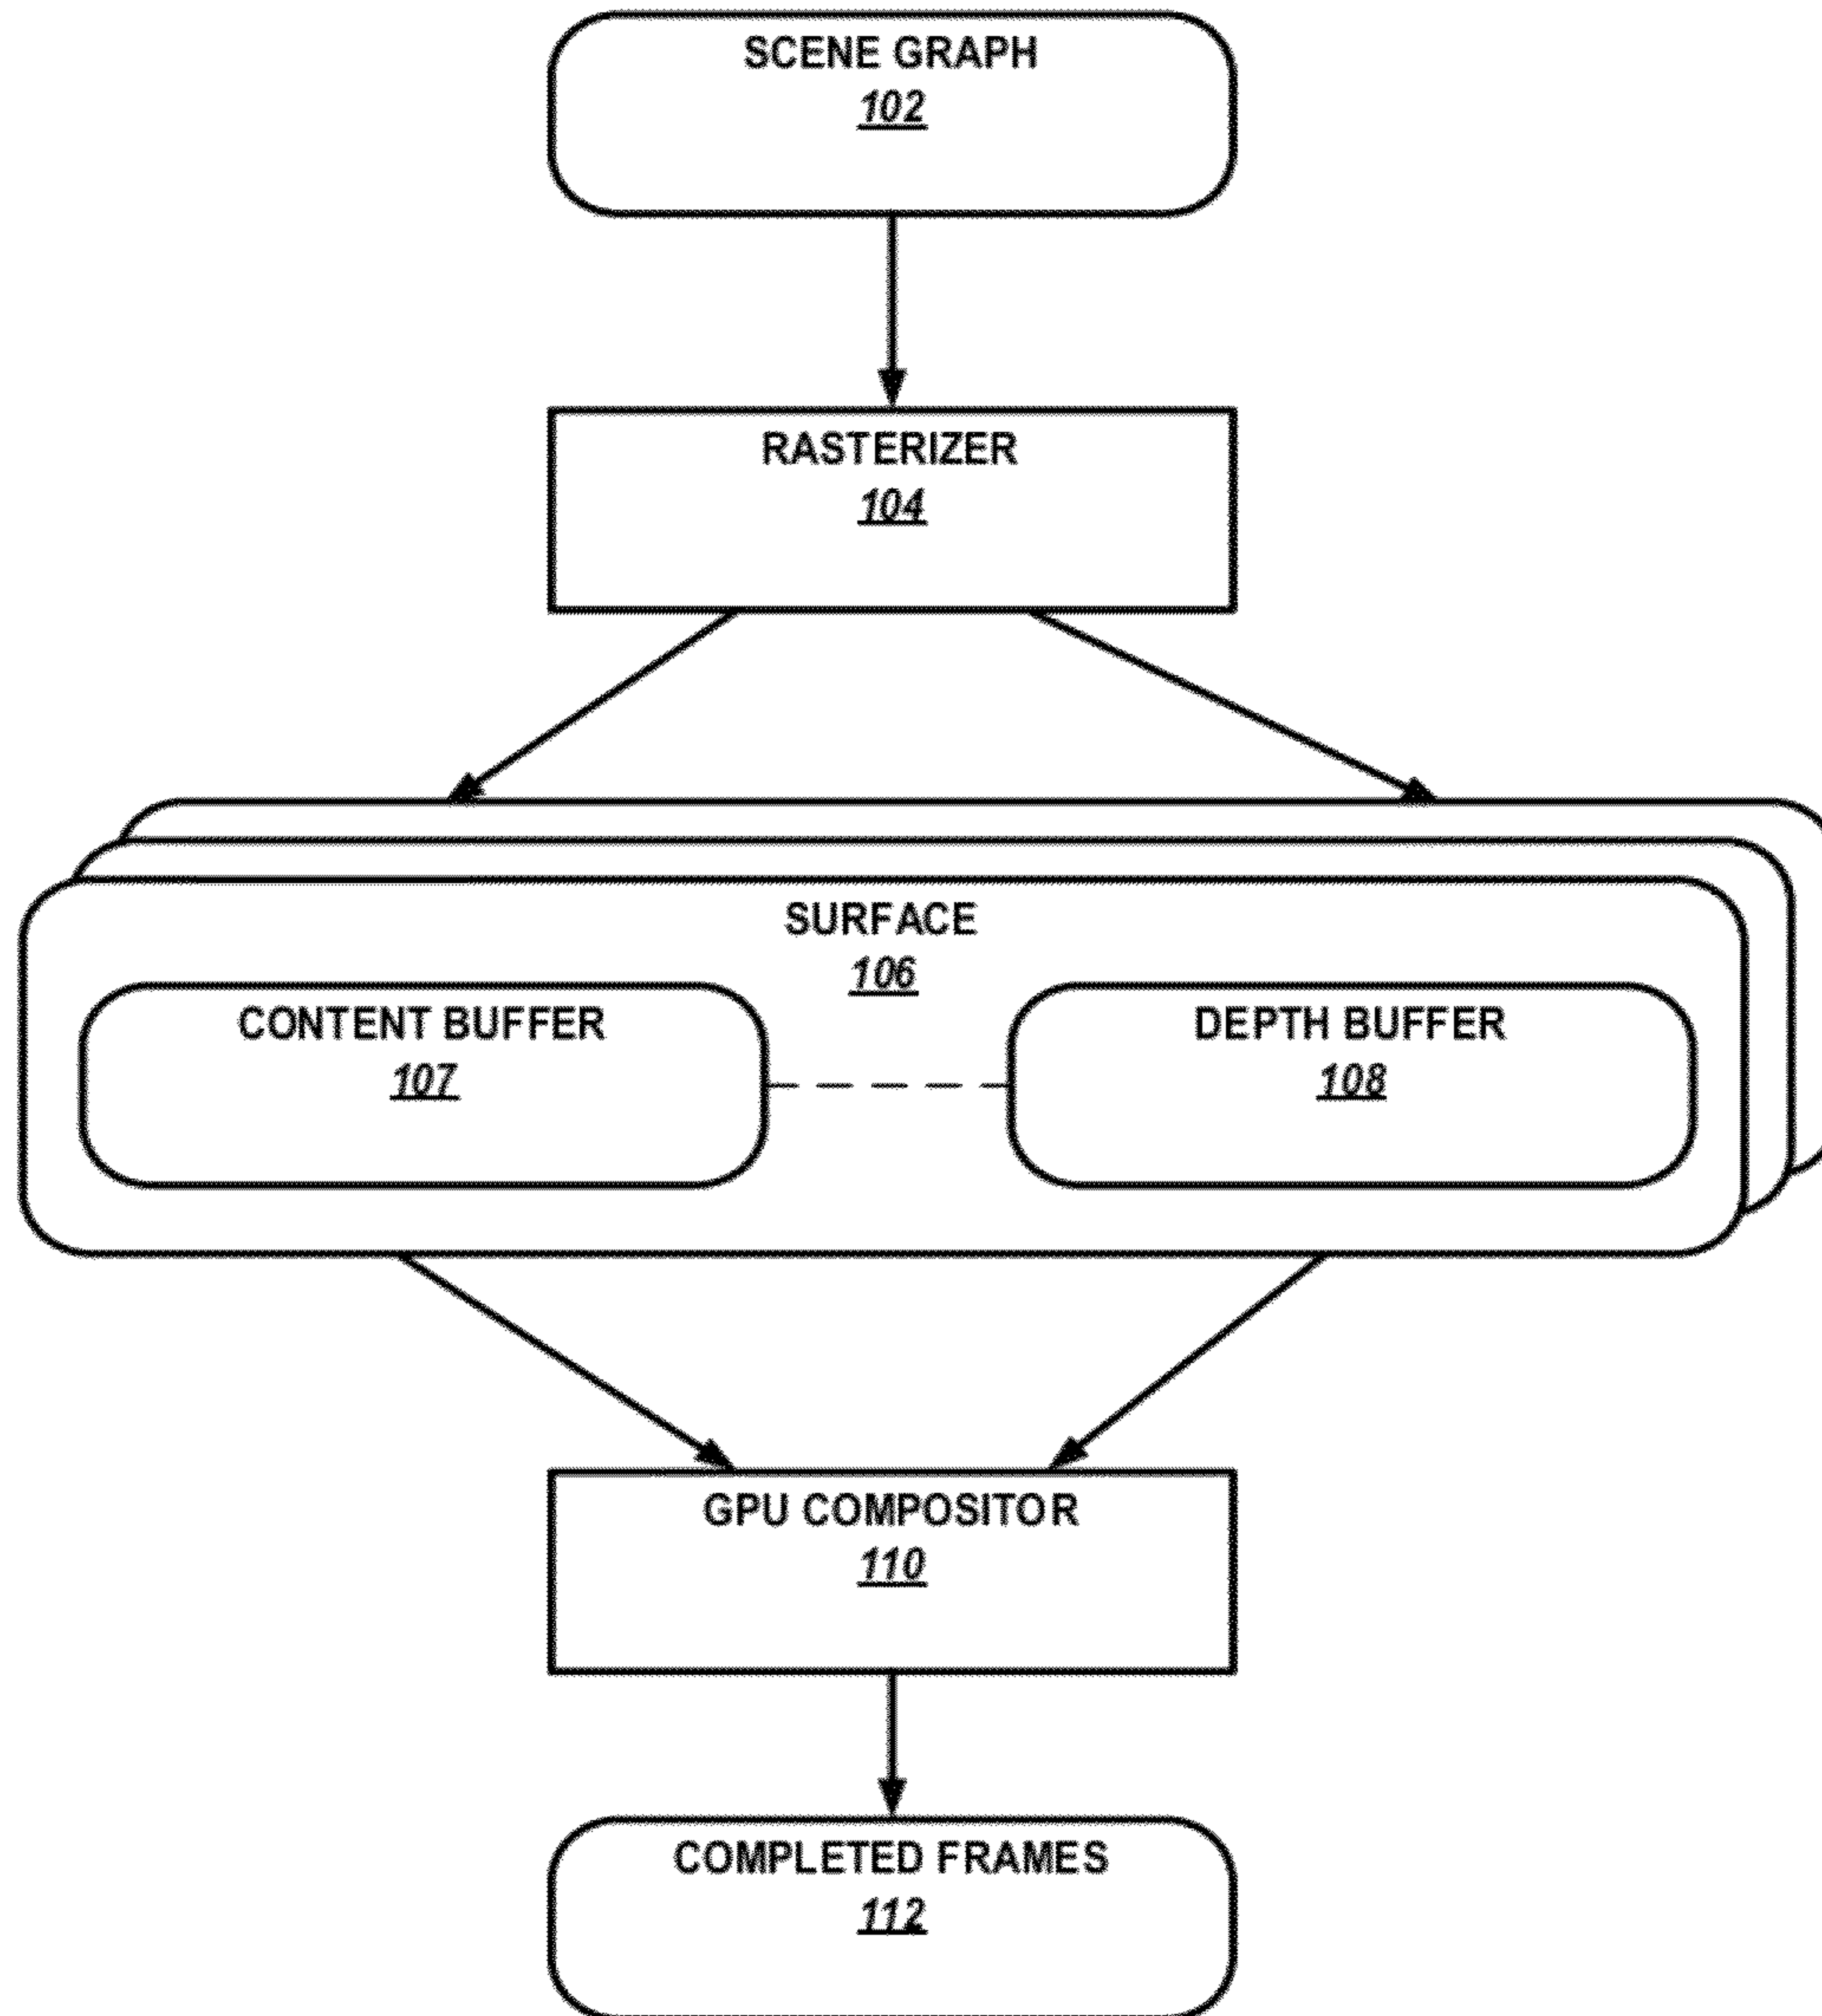 SCENE GRAPH
102
RASTERIZER
104
SURFACE
106
CONTENT BUFFER
107
DEPTH BUFFER
108
GPU COMPOSITOR
110
COMPLETED FRAMES
112